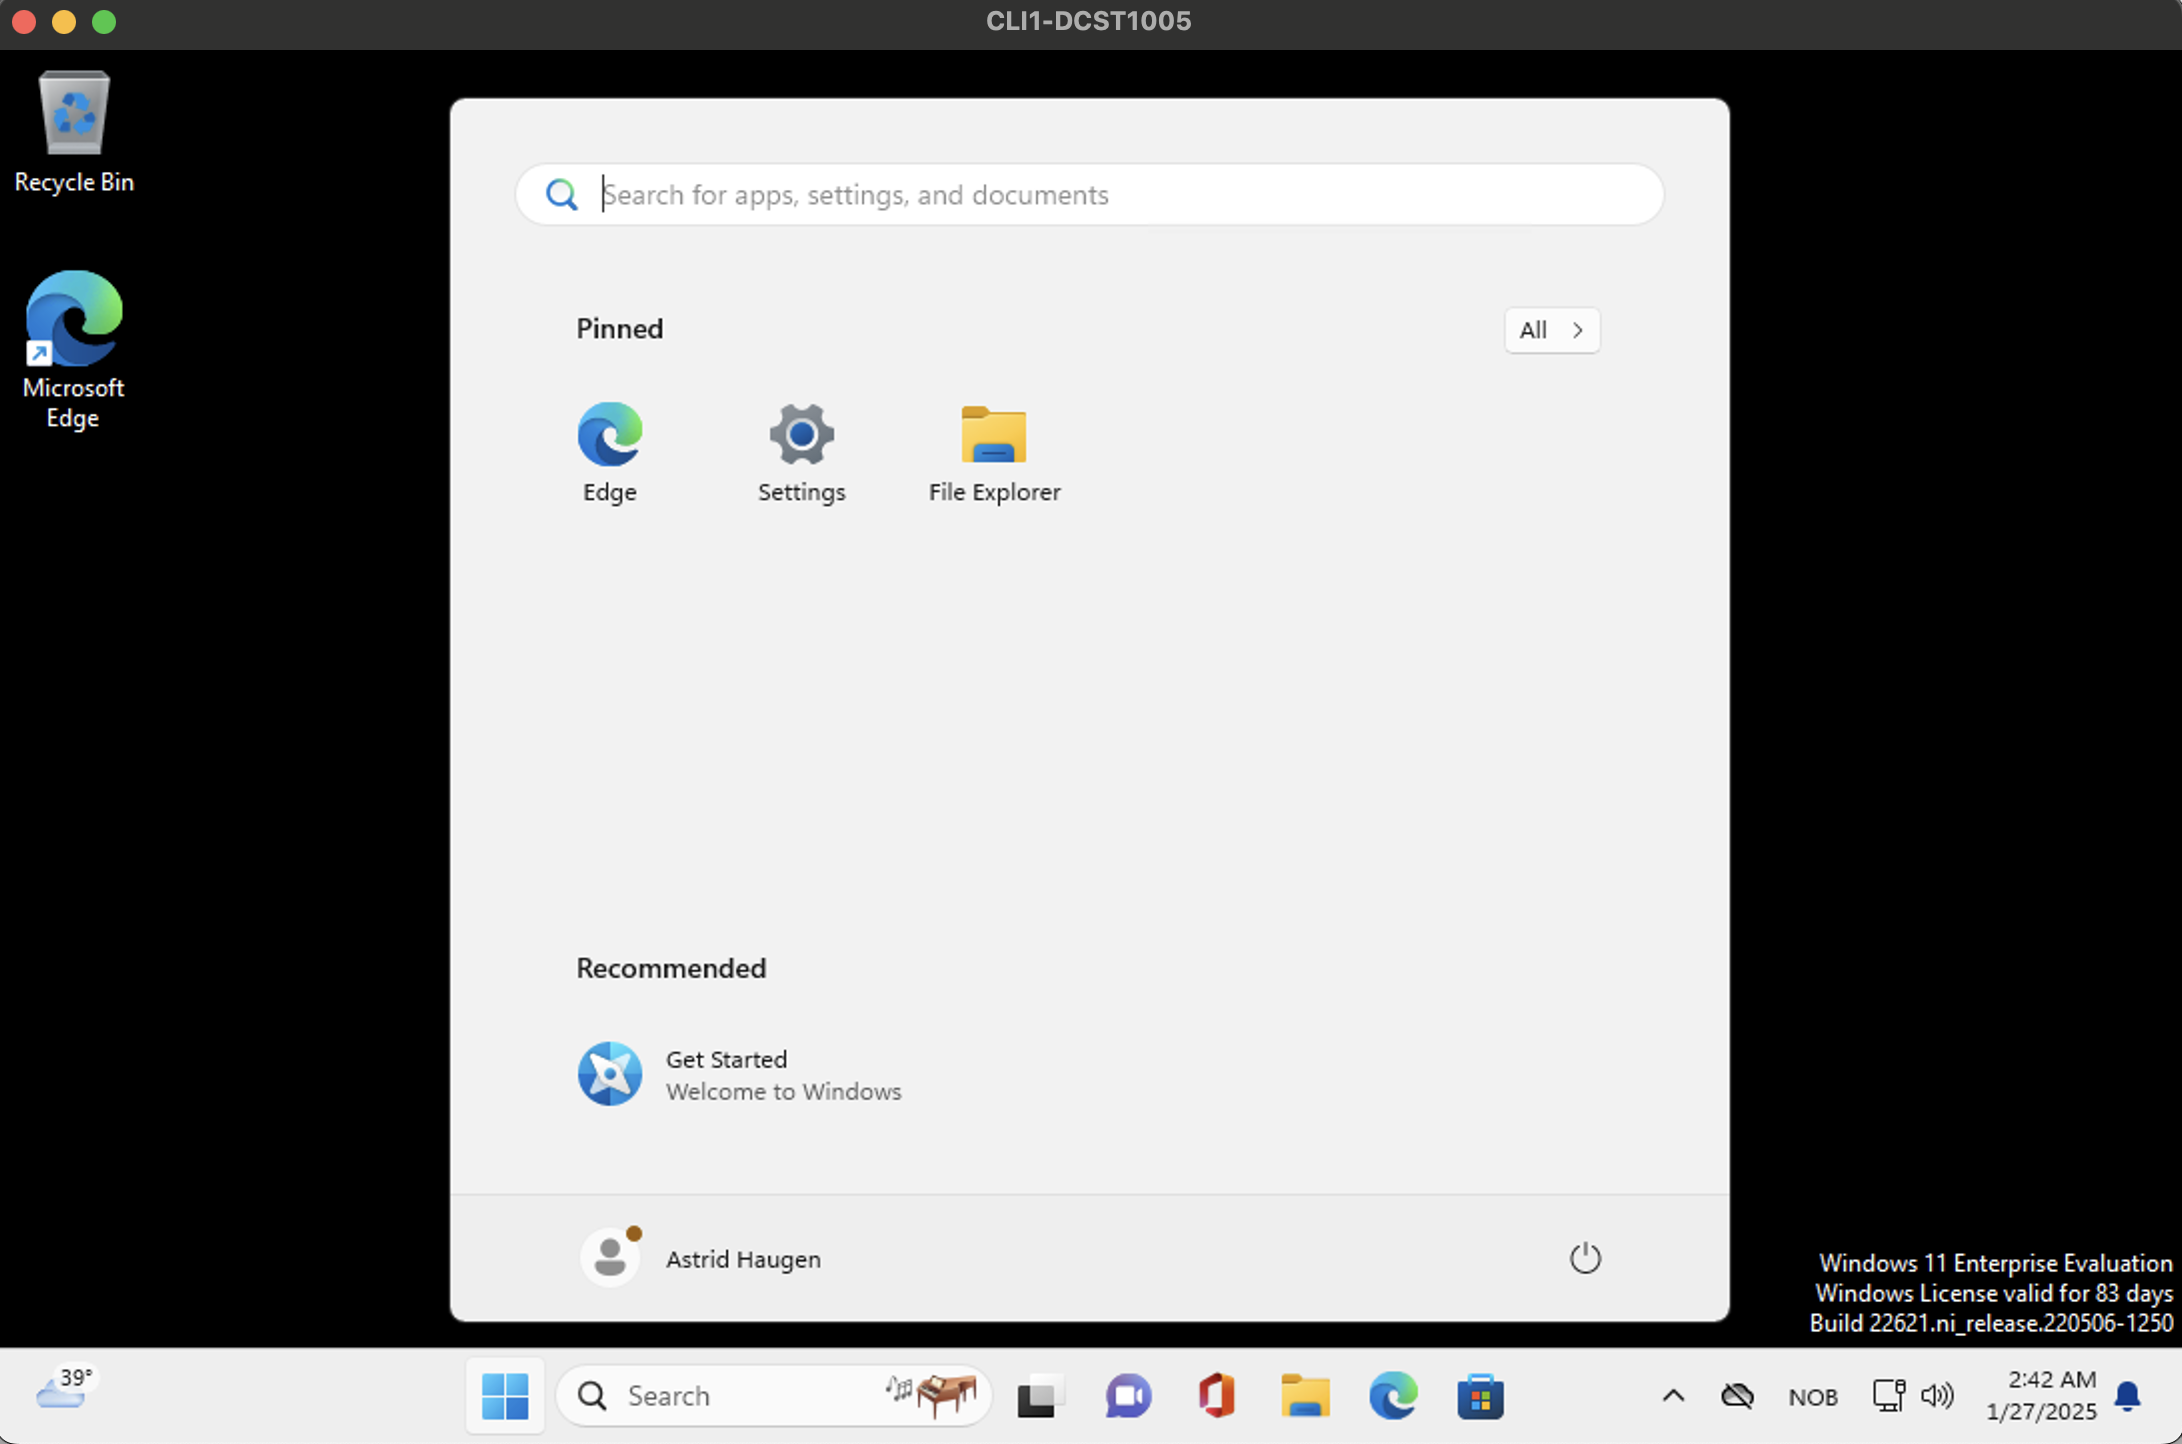 CLI1-DCST1005
Recycle Bin
Microsoft
Edge
Search for apps, settings, and documents
Pinned
All
Edge
Settings
File Explorer
Recommended
Get Started
Welcome to Windows
Astrid Haugen
Windows 11 Enterprise Evaluation
Windows License valid for 83 days
Build 22621.ni_release.220506-1250
39°
Search
NOB
2:42 AM
1/27/2025